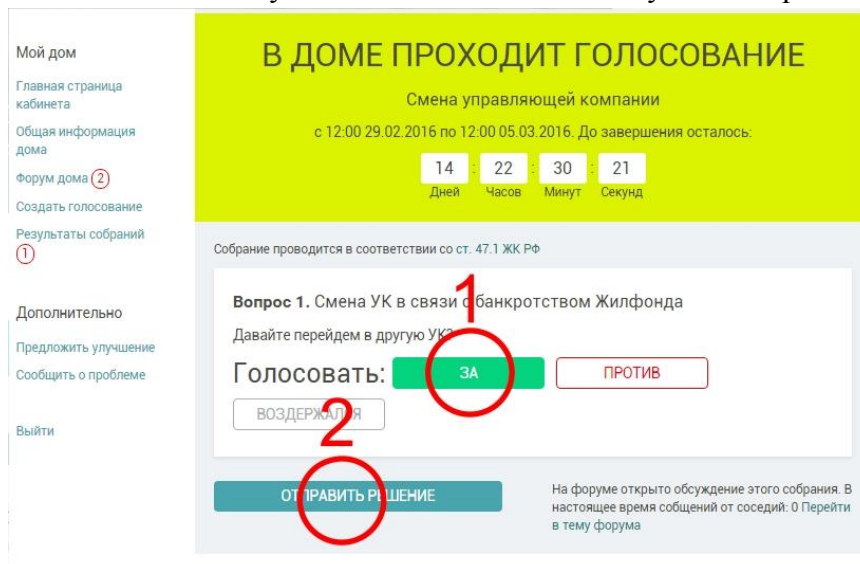 Мой дом
Главная страница
кабинета
Общая информация
дома
Форум дома 2
Создать голосование
Результаты собраний
1
Дополнительно
Предложить улучшение
Сообщить о проблеме
Выйти
В ДОМЕ ПРОХОДИТ ГОЛОСОВАНИЕ
Смена управляющей компании
с 12:00 29.02.2016 по 12:00 05.03.2016. До завершения осталось:
14 : 22 : 30 : 21
Дней Часов Минут Секунд
Собрание проводится в соответствии со ст. 47.1 ЖК РФ
1
Вопрос 1. Смена УК в связи с банкротством Жилфонда
Давайте перейдем в другую УК?
Голосовать: ЗА ПРОТИВ
ВОЗДЕРЖАЛСЯ
2
ОТПРАВИТЬ РЕШЕНИЕ
На форуме открыто обсуждение этого собрания. В
настоящее время собщений от соседий: 0 Перейти
в тему форума